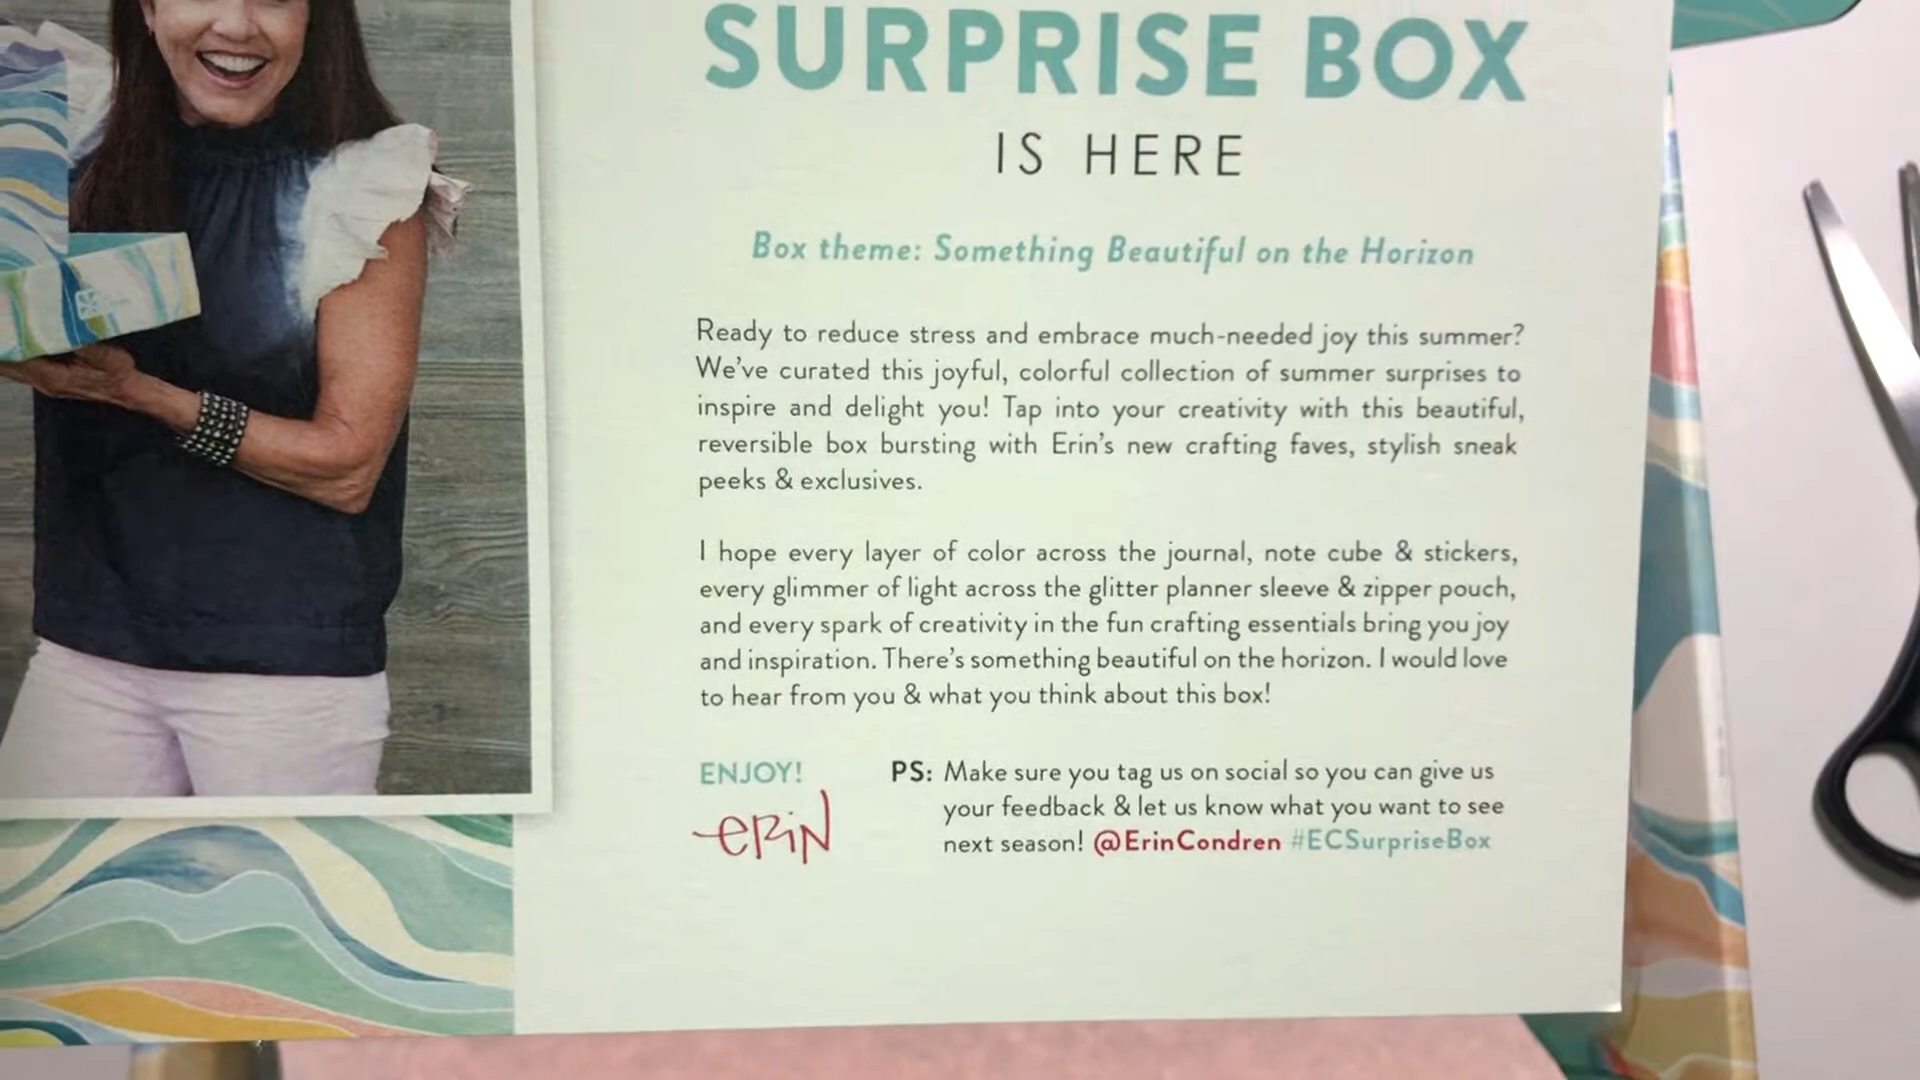 SURPRISE BOX
IS HERE
Box theme: Something Beautiful on the Horizon
Ready to reduce stress and embrace much-needed joy this summer?
We've curated this joyful, colorful collection of summer surprises to
inspire and delight you! Tap into your creativity with this beautiful,
reversible box bursting with Erin's new crafting faves, stylish sneak
peeks & exclusives.
I hope every layer of color across the journal, note cube & stickers,
every glimmer of light across the glitter planner sleeve & zipper pouch,
and every spark of creativity in the fun crafting essentials bring you joy
and inspiration. There's something beautiful on the horizon. I would love
to hear from you & what you think about this box!
ENJOY!
erin
PS: Make sure you tag us on social so you can give us
your feedback & let us know what you want to see
next season! @ErinCondren #ECSurpriseBox